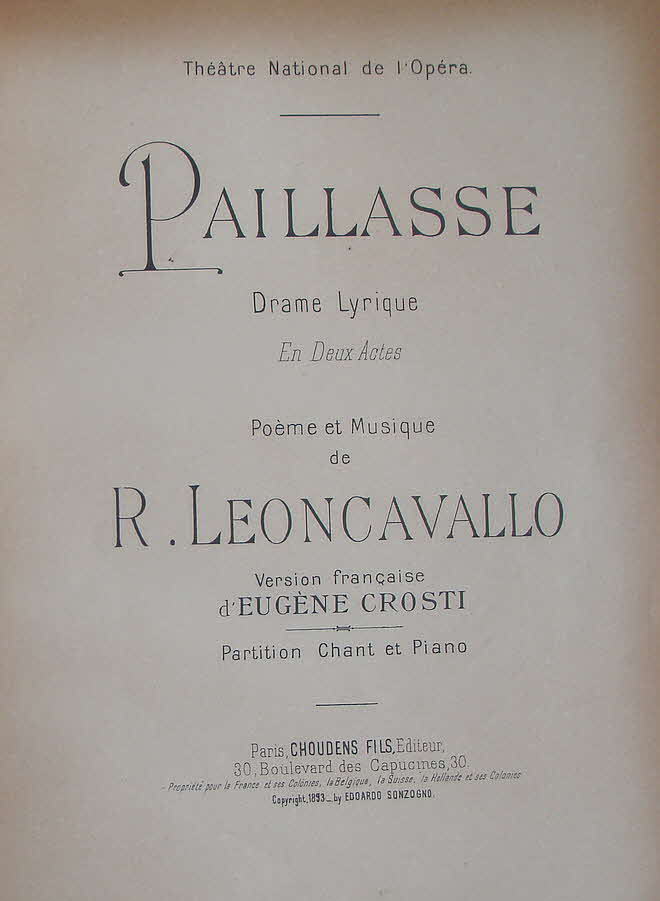 Théâtre National de l'Opéra.
PAILLASSE
Drame Lyrique
En Deux Actes
Poème et Musique
de
R. LEONCAVALLO
Version française
d'EUGÈNE CROSTI
Partition Chant et Piano
Paris, CHOUDENS FILS, Editeur,
30, Boulevard des Capucines, 30.
- Propriété pour la France et ses Colonies, la Belgique, la Suisse, la Hollande et ses Colonies
Copyright, 1893 _ by EDOARDO SONZOGNO.